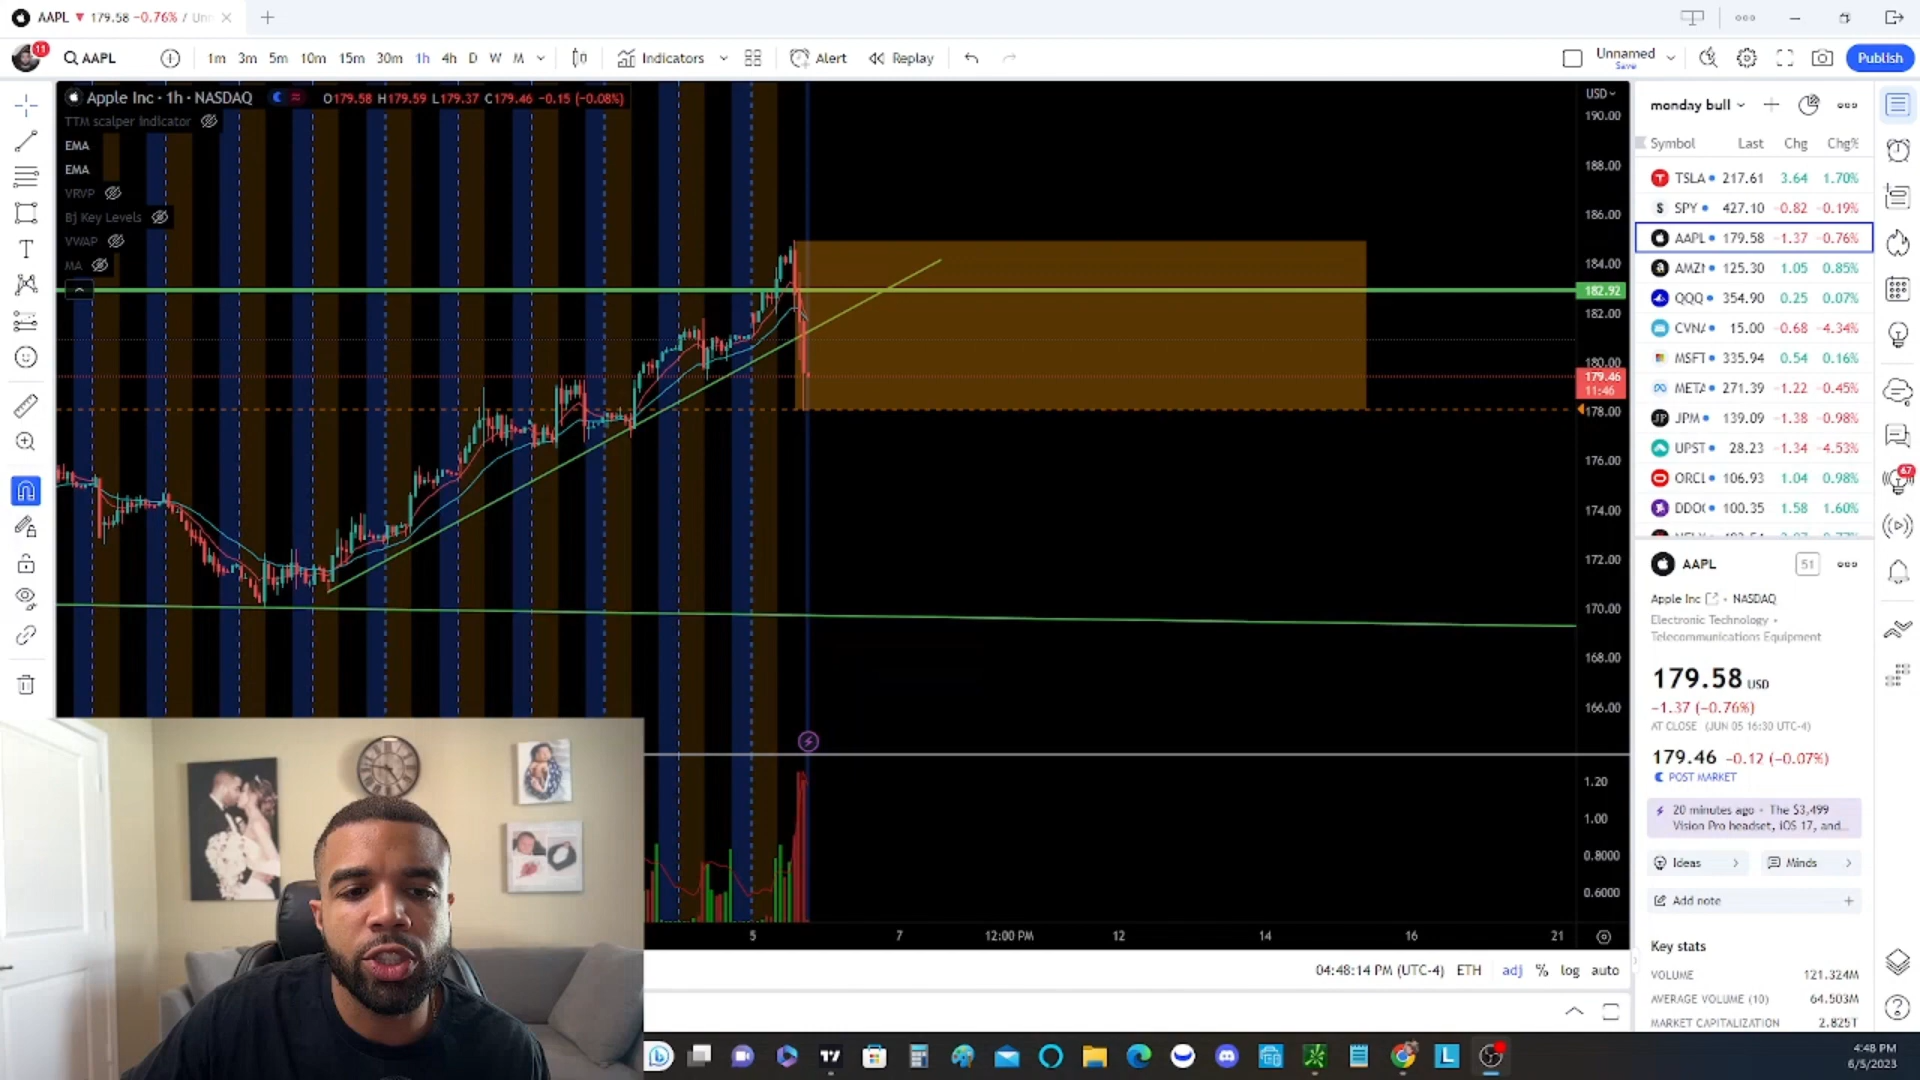 AAPL ▼ 179.58 −0.76% / Unn
11
AAPL 1m 3m 5m 10m 15m 30m 1h 4h D W M Indicators Alert Replay Unnamed Save Publish
Apple Inc · 1h · NASDAQ O179.58 H179.59 L179.37 C179.46 −0.15 (−0.08%)
TTM scalper indicator
EMA
EMA
VRVP
Bj Key Levels
VWAP
MA
USD
190.00
188.00
186.00
184.00
182.92
182.00
180.00
179.46
11:46
178.00
176.00
174.00
172.00
170.00
168.00
166.00
1.20
1.00
0.8000
0.6000
5 7 12:00 PM 12 14 16 21
04:48:14 PM (UTC-4) ETH adj % log auto
monday bull
Symbol Last Chg Chg%
TSLA 217.61 3.64 1.70%
SPY 427.10 −0.82 −0.19%
AAPL 179.58 −1.37 −0.76%
AMZN 125.30 1.05 0.85%
QQQ 354.90 0.25 0.07%
CVNA 15.00 −0.68 −4.34%
MSFT 335.94 0.54 0.16%
META 271.39 −1.22 −0.45%
JPM 139.09 −1.38 −0.98%
UPST 28.23 −1.34 −4.53%
ORCL 106.93 1.04 0.98%
DDOG 100.35 1.58 1.60%
67
AAPL 51
Apple Inc · NASDAQ
Electronic Technology ·
Telecommunications Equipment
179.58 USD
−1.37 (−0.76%)
AT CLOSE (JUN 05 16:30 UTC-4)
179.46 −0.12 (−0.07%)
POST MARKET
20 minutes ago · The $3,499
Vision Pro headset, iOS 17, and...
Ideas Minds
Add note
Key stats
VOLUME 121.324M
AVERAGE VOLUME (10) 64.503M
MARKET CAPITALIZATION 2.825T
4:48 PM
6/5/2023